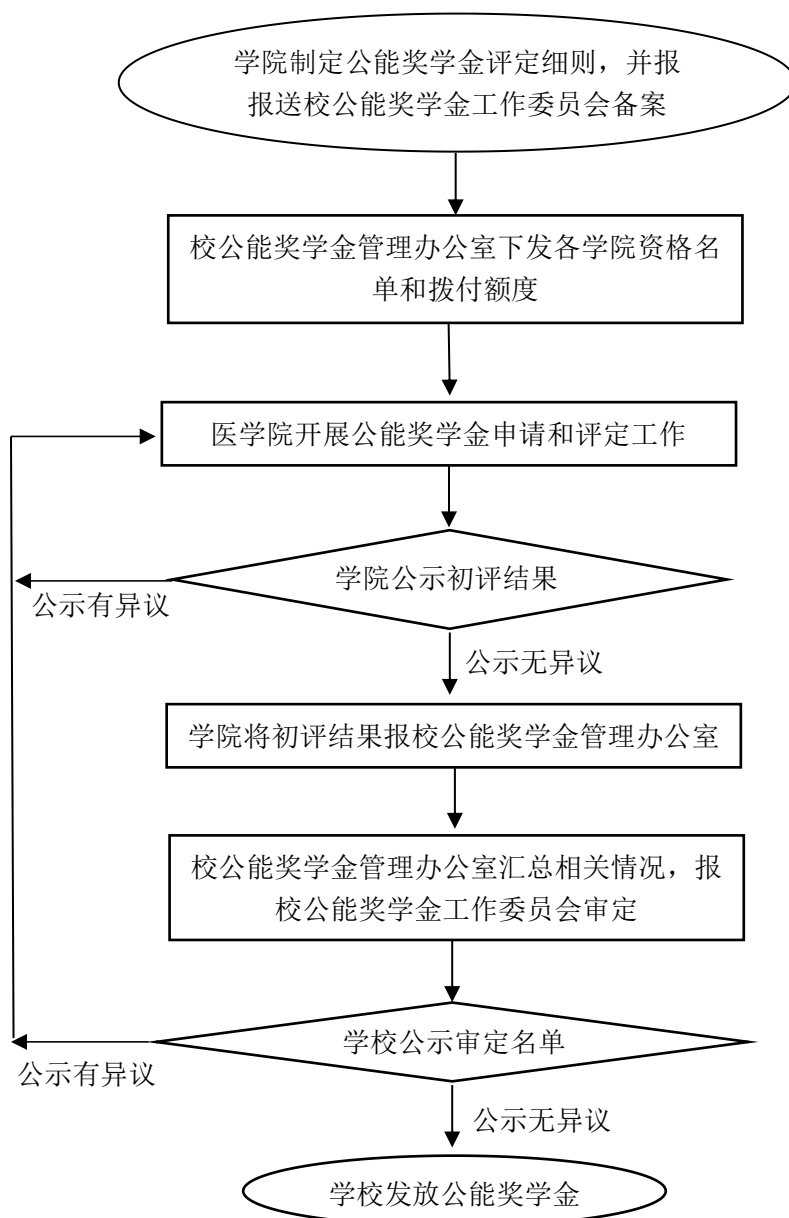 学院制定公能奖学金评定细则，并报
报送校公能奖学金工作委员会备案
校公能奖学金管理办公室下发各学院资格名
单和拨付额度
医学院开展公能奖学金申请和评定工作
学院公示初评结果
公示有异议
公示无异议
学院将初评结果报校公能奖学金管理办公室
校公能奖学金管理办公室汇总相关情况，报
校公能奖学金工作委员会审定
学校公示审定名单
公示有异议
公示无异议
学校发放公能奖学金